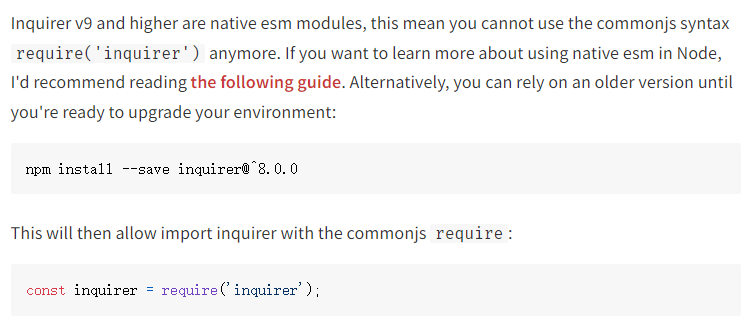 Inquirer v9 and higher are native esm modules, this mean you cannot use the commonjs syntax
require('inquirer') anymore. If you want to learn more about using native esm in Node,
I'd recommend reading the following guide. Alternatively, you can rely on an older version until
you're ready to upgrade your environment:
npm install --save inquirer@^8.0.0
This will then allow import inquirer with the commonjs require :
const inquirer = require('inquirer');